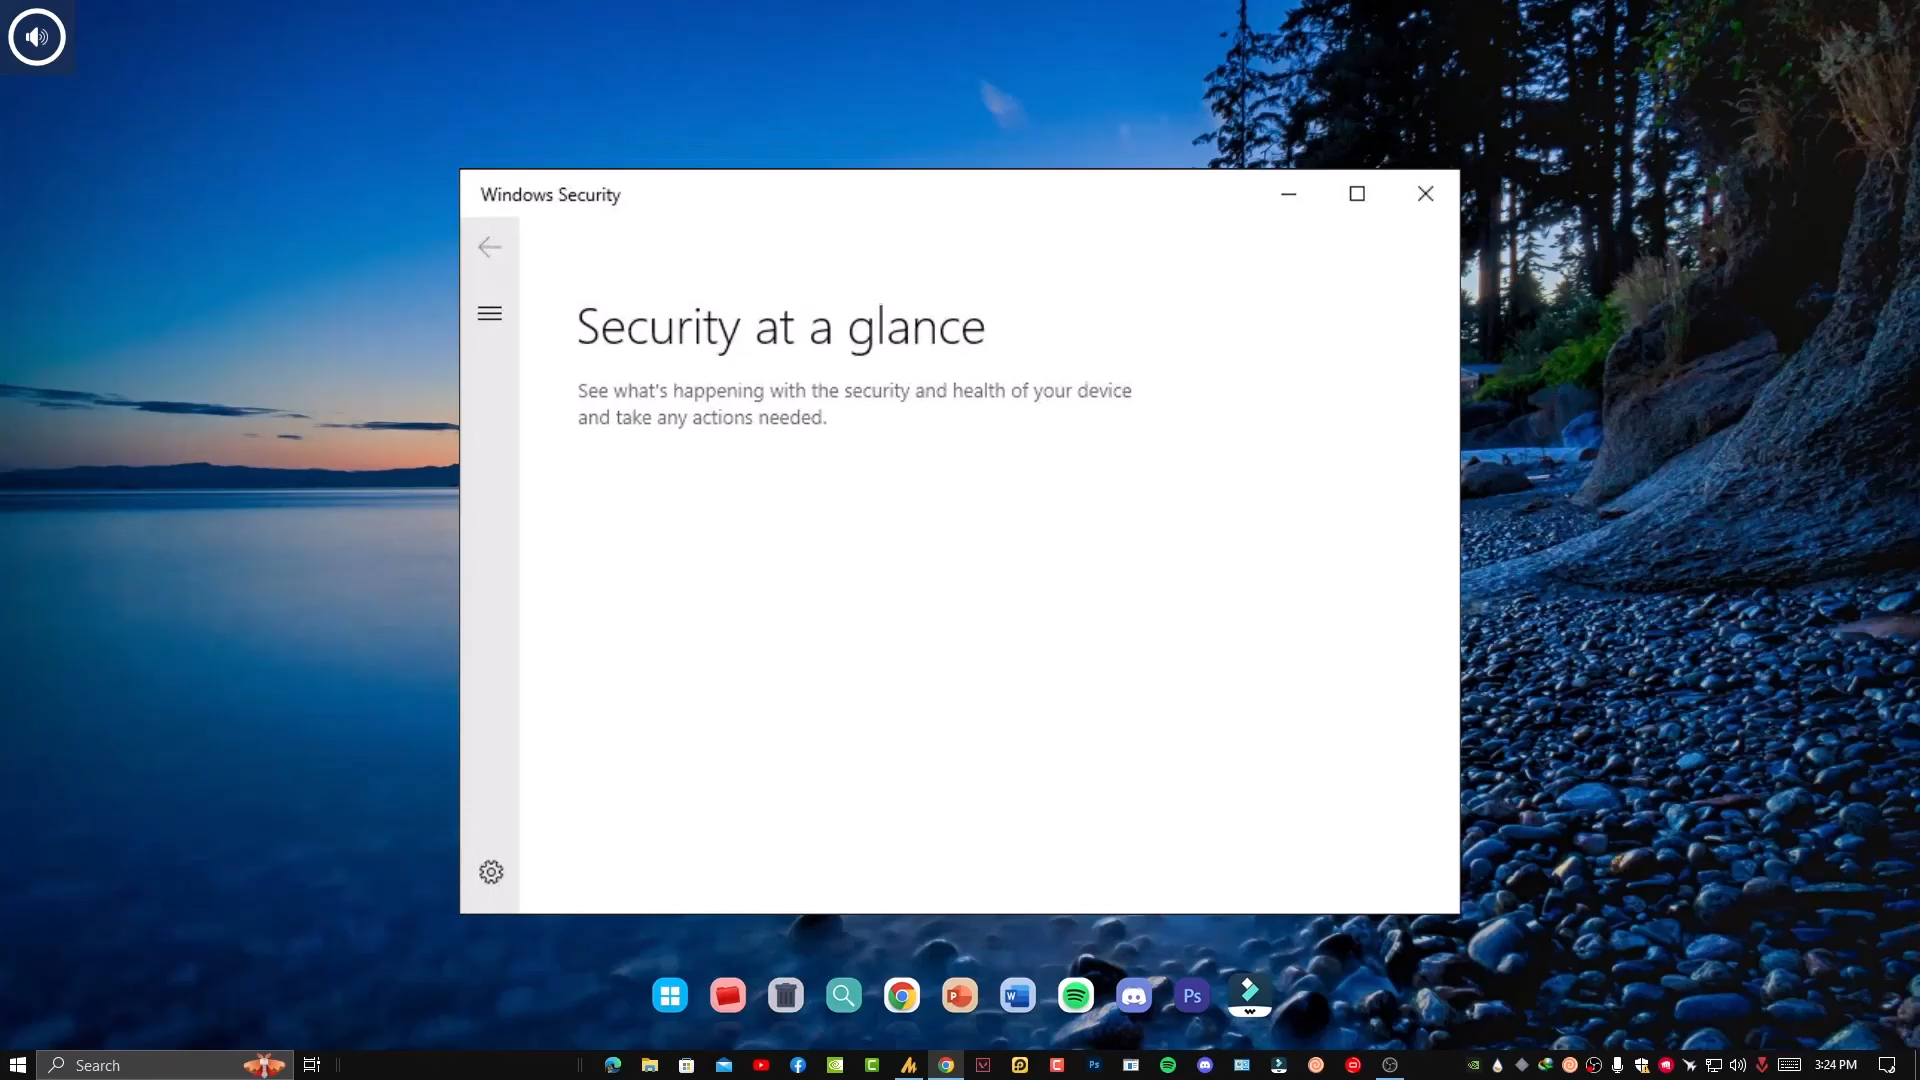 Windows Security
Security at a glance
See what's happening with the security and health of your device
and take any actions needed.
P
W
Ps
Search
Ps
3:24 PM